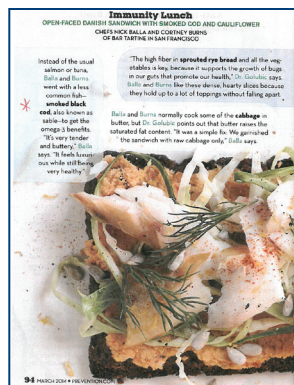 Immunity Lunch
OPEN-FACED DANISH SANDWICH WITH SMOKED COD AND CAULIFLOWER
CHEFS NICK BALLA AND CORTNEY BURNS
OF BAR TARTINE IN SAN FRANCISCO
Instead of the usual
salmon or tuna,
Balla and Burns
went with a less
common fish—
smoked black
cod, also known as
sable—to get the
omega-3 benefits.
"It's very tender
and buttery," Balla
says. "It feels luxuri-
ous while still being
very healthy."
"The high fiber in sprouted rye bread and all the veg-
etables is key, because it supports the growth of bugs
in our guts that promote our health," Dr. Golubic says.
Balla and Burns like these dense, hearty slices because
they hold up to a lot of toppings without falling apart.
Balla and Burns normally cook some of the cabbage in
butter, but Dr. Golubic points out that butter raises the
saturated fat content. "It was a simple fix: We garnished
the sandwich with raw cabbage only," Balla says.
94 MARCH 2014 • PREVENTION.COM